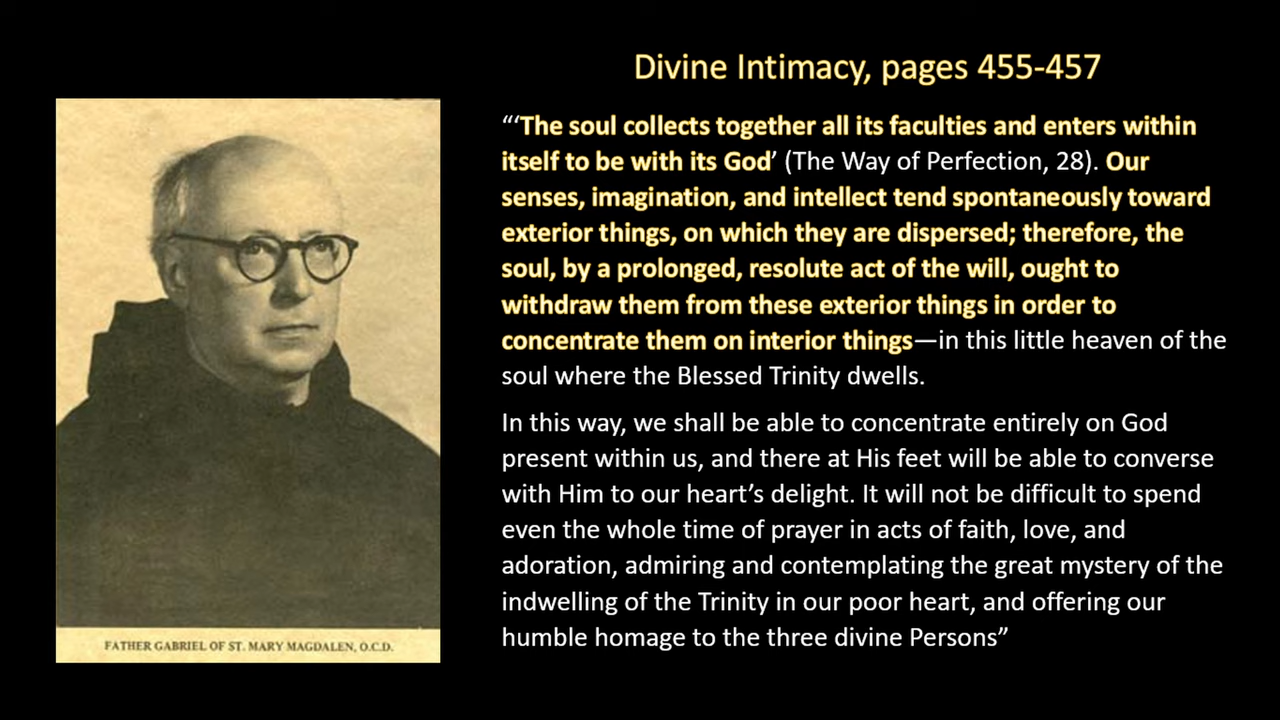 Divine Intimacy, pages 455-457
“‘The soul collects together all its faculties and enters within
itself to be with its God’ (The Way of Perfection, 28). Our
senses, imagination, and intellect tend spontaneously toward
exterior things, on which they are dispersed; therefore, the
soul, by a prolonged, resolute act of the will, ought to
withdraw them from these exterior things in order to
concentrate them on interior things—in this little heaven of the
soul where the Blessed Trinity dwells.
In this way, we shall be able to concentrate entirely on God
present within us, and there at His feet will be able to converse
with Him to our heart’s delight. It will not be difficult to spend
even the whole time of prayer in acts of faith, love, and
adoration, admiring and contemplating the great mystery of the
indwelling of the Trinity in our poor heart, and offering our
humble homage to the three divine Persons”
FATHER GABRIEL OF ST. MARY MAGDALEN, O.C.D.